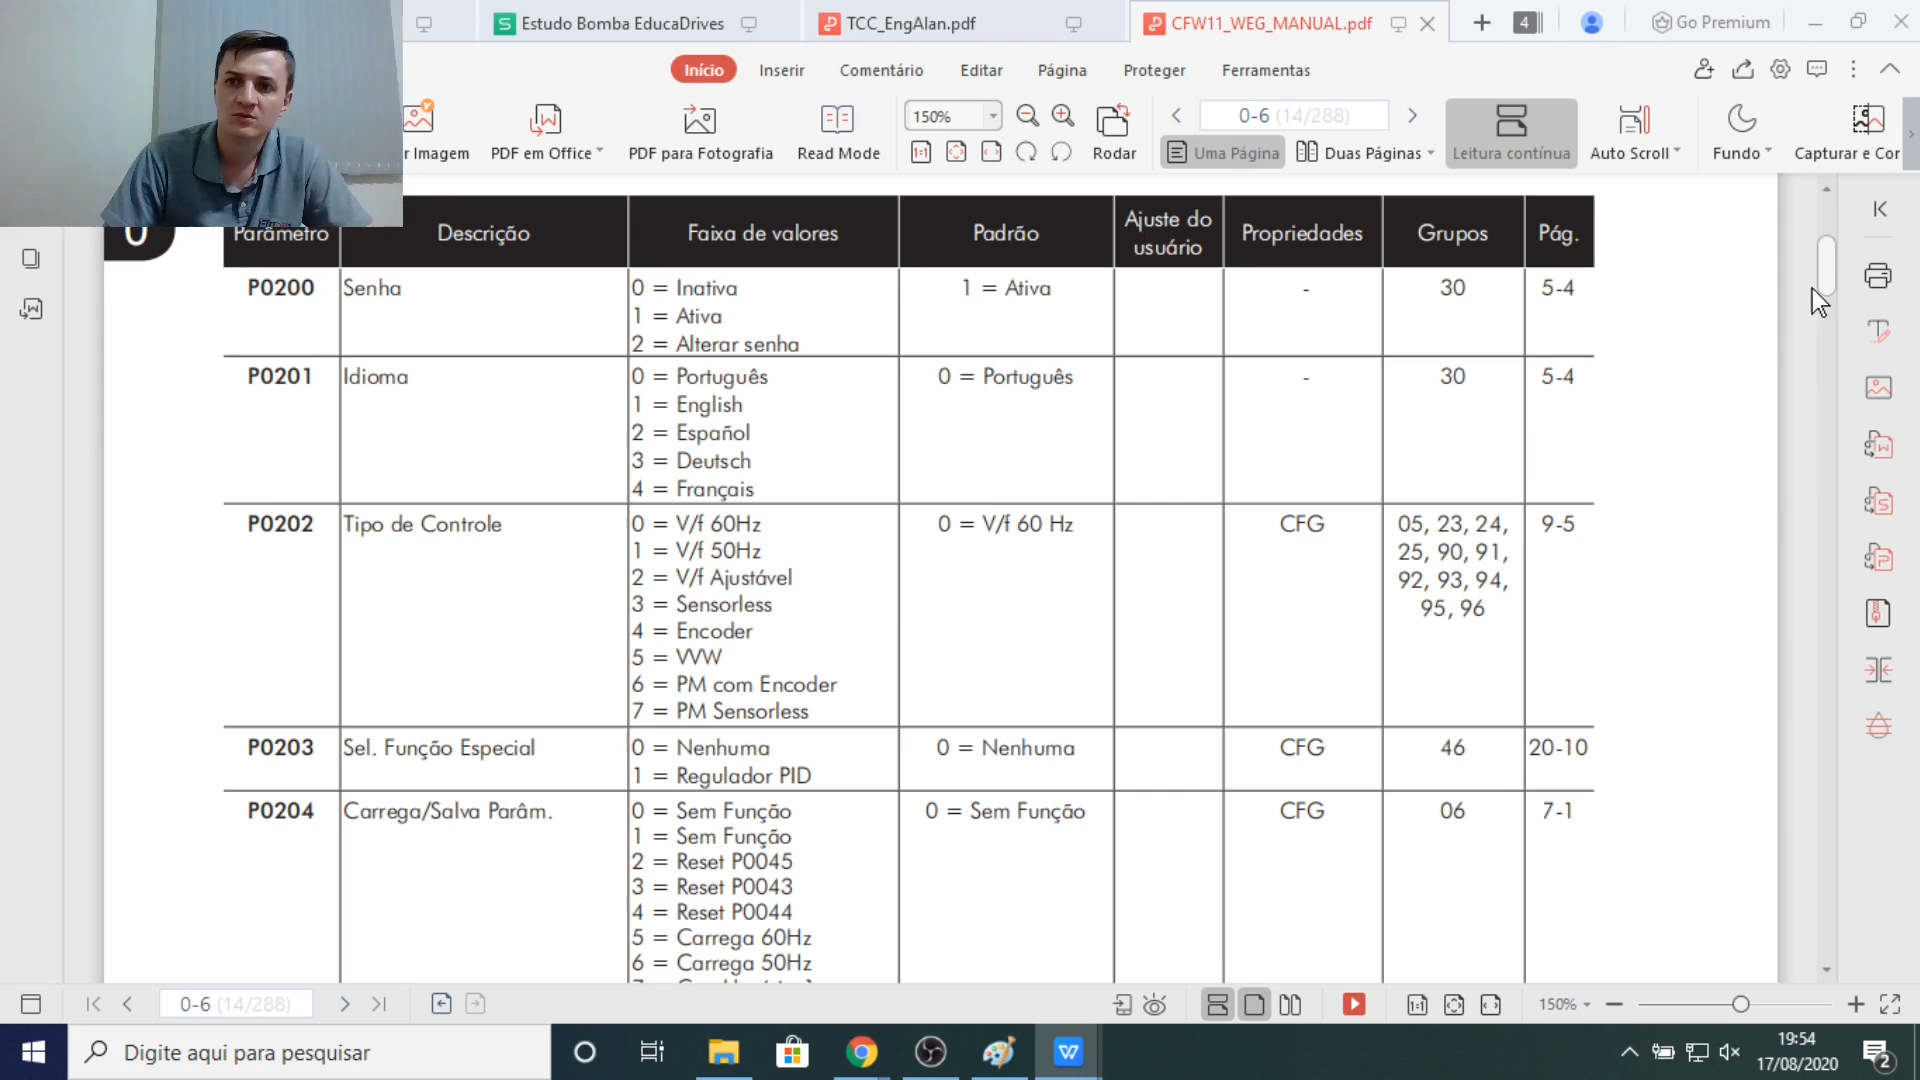 Estudo Bomba EducaDrives
TCC_EngAlan.pdf
CFW11_WEG_MANUAL.pdf
4
Go Premium
Início
Inserir
Comentário
Editar
Página
Proteger
Ferramentas
r Imagem
PDF em Office
PDF para Fotografia
Read Mode
150%
Rodar
0-6 (14/288)
Uma Página
Duas Páginas
Leitura contínua
Auto Scroll
Fundo
Capturar e Cor
0
Parâmetro Descrição Faixa de valores Padrão Ajuste do usuário Propriedades Grupos Pág.
P0200 Senha 0 = Inativa 1 = Ativa - 30 5-4
1 = Ativa
2 = Alterar senha
P0201 Idioma 0 = Português 0 = Português - 30 5-4
1 = English
2 = Español
3 = Deutsch
4 = Français
P0202 Tipo de Controle 0 = V/f 60Hz 0 = V/f 60 Hz CFG 05, 23, 24, 9-5
1 = V/f 50Hz 25, 90, 91,
2 = V/f Ajustável 92, 93, 94,
3 = Sensorless 95, 96
4 = Encoder
5 = VVW
6 = PM com Encoder
7 = PM Sensorless
P0203 Sel. Função Especial 0 = Nenhuma 0 = Nenhuma CFG 46 20-10
1 = Regulador PID
P0204 Carrega/Salva Parâm. 0 = Sem Função 0 = Sem Função CFG 06 7-1
1 = Sem Função
2 = Reset P0045
3 = Reset P0043
4 = Reset P0044
5 = Carrega 60Hz
6 = Carrega 50Hz
0-6 (14/288)
150%
Digite aqui para pesquisar
19:54
17/08/2020
2